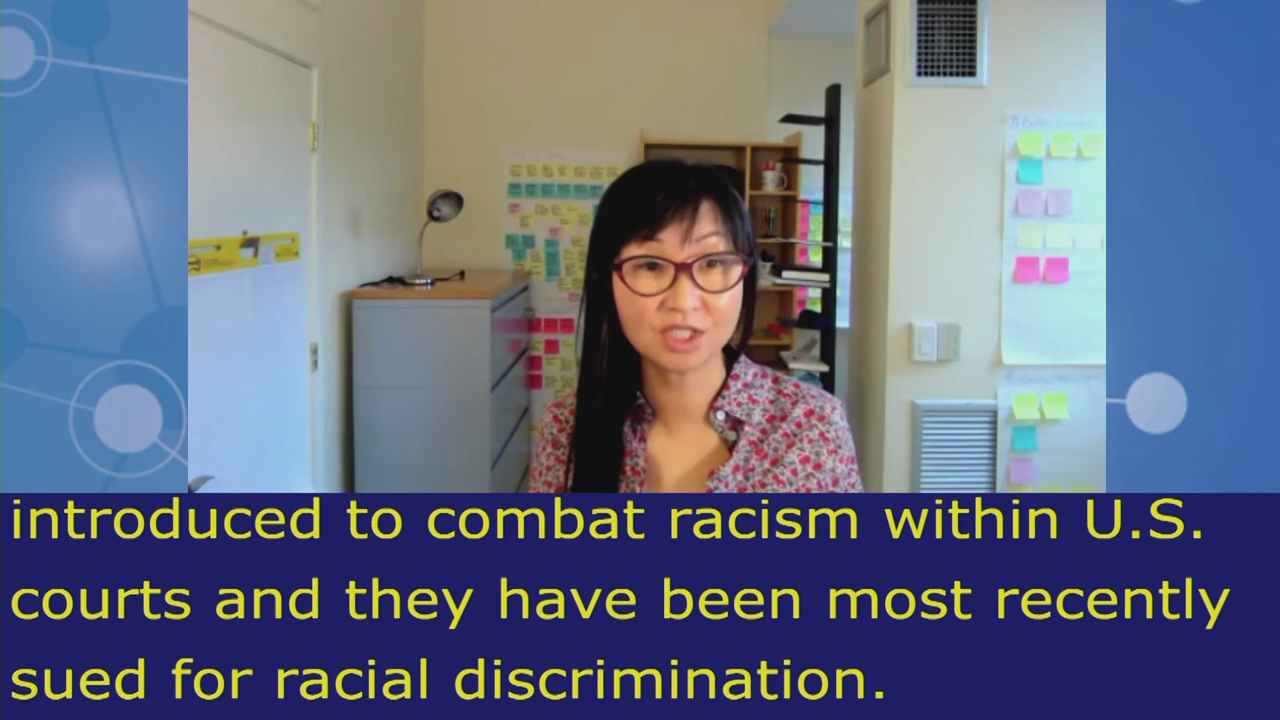 introduced to combat racism within U.S.
courts and they have been most recently
sued for racial discrimination.